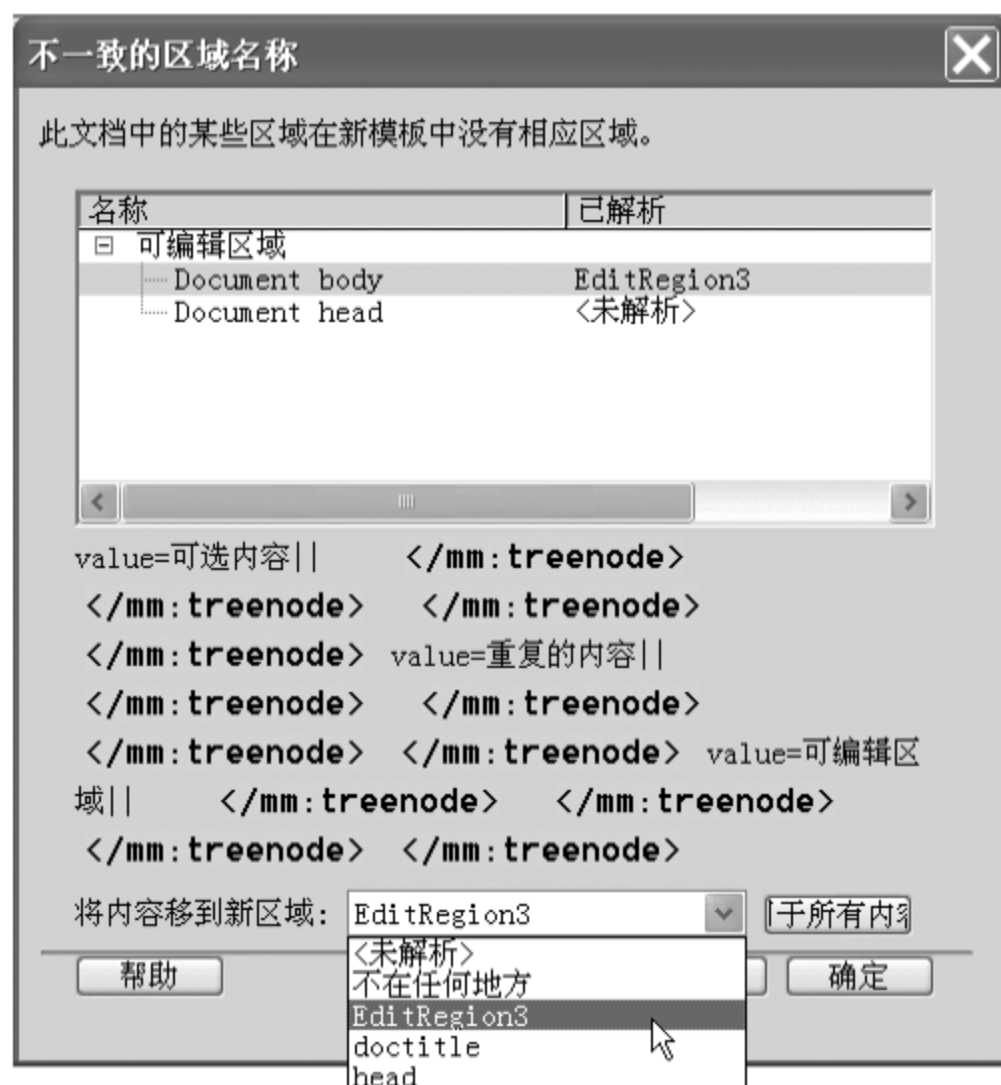 不一致的区域名称
此文档中的某些区域在新模板中没有相应区域。
名称 已解析
可编辑区域
Document body EditRegion3
Document head <未解析>
value=可选内容|| </mm:treenode>
</mm:treenode> </mm:treenode>
</mm:treenode> value=重复的内容||
</mm:treenode> </mm:treenode>
</mm:treenode> </mm:treenode> value=可编辑区
域|| </mm:treenode> </mm:treenode>
</mm:treenode> </mm:treenode>
将内容移到新区域: EditRegion3 于所有内
<未解析>
帮助 不在任何地方 确定
EditRegion3
doctitle
head